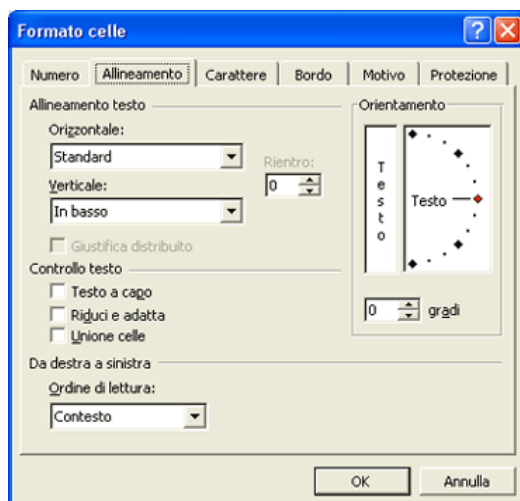 Formato celle
Numero Allineamento Carattere Bordo Motivo Protezione
Allineamento testo
Orizzontale:
Standard
Rientro:
0
Verticale:
In basso
Giustifica distribuito
Controllo testo
Testo a capo
Riduci e adatta
Unione celle
Da destra a sinistra
Ordine di lettura:
Contesto
Orientamento
Testo
Testo
0 gradi
OK Annulla